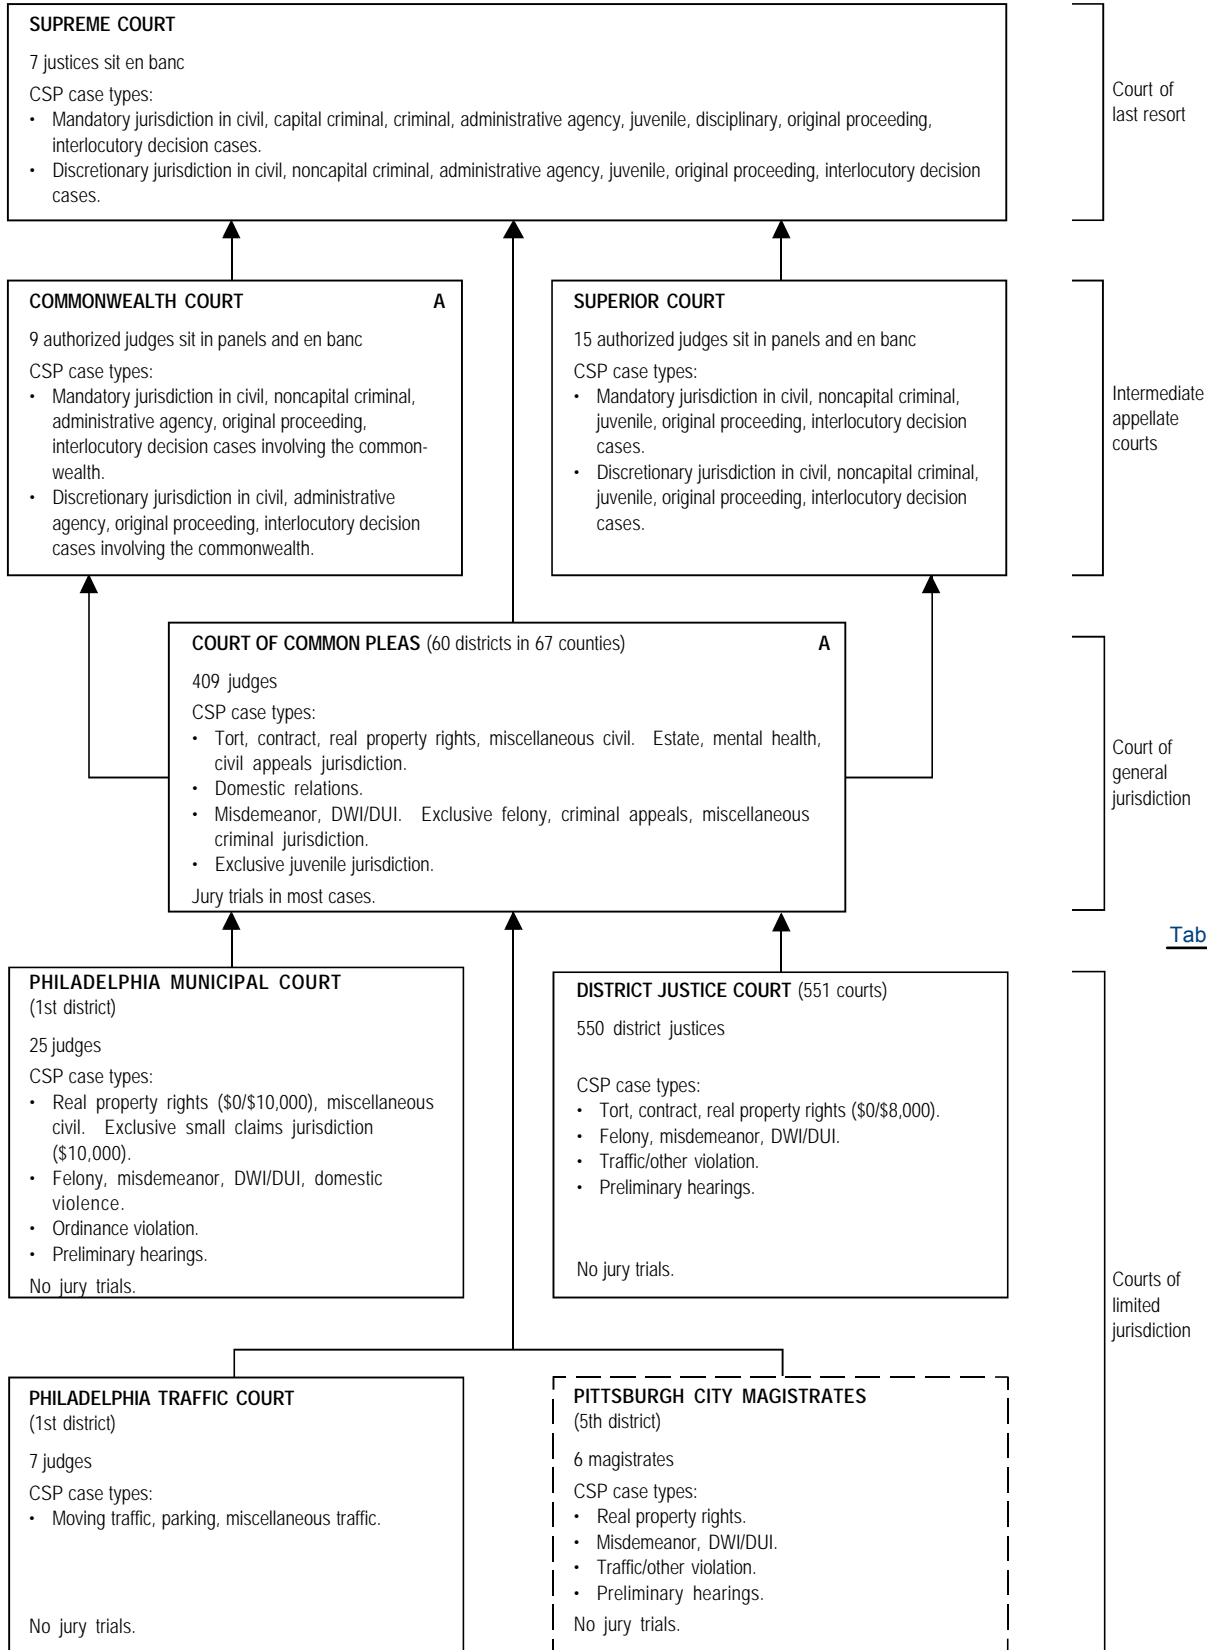 SUPREME COURT
7 justices sit en banc
CSP case types:
• Mandatory jurisdiction in civil, capital criminal, criminal, administrative agency, juvenile, disciplinary, original proceeding,
interlocutory decision cases.
• Discretionary jurisdiction in civil, noncapital criminal, administrative agency, juvenile, original proceeding, interlocutory decision
cases.
Court of
last resort
COMMONWEALTH COURT A
9 authorized judges sit in panels and en banc
CSP case types:
• Mandatory jurisdiction in civil, noncapital criminal,
administrative agency, original proceeding,
interlocutory decision cases involving the common-
wealth.
• Discretionary jurisdiction in civil, administrative
agency, original proceeding, interlocutory decision
cases involving the commonwealth.
SUPERIOR COURT
15 authorized judges sit in panels and en banc
CSP case types:
• Mandatory jurisdiction in civil, noncapital criminal,
juvenile, original proceeding, interlocutory decision
cases.
• Discretionary jurisdiction in civil, noncapital criminal,
juvenile, original proceeding, interlocutory decision
cases.
Intermediate
appellate
courts
COURT OF COMMON PLEAS (60 districts in 67 counties) A
409 judges
CSP case types:
• Tort, contract, real property rights, miscellaneous civil. Estate, mental health,
civil appeals jurisdiction.
• Domestic relations.
• Misdemeanor, DWI/DUI. Exclusive felony, criminal appeals, miscellaneous
criminal jurisdiction.
• Exclusive juvenile jurisdiction.
Jury trials in most cases.
Court of
general
jurisdiction
Tab
PHILADELPHIA MUNICIPAL COURT
(1st district)
25 judges
CSP case types:
• Real property rights ($0/$10,000), miscellaneous
civil. Exclusive small claims jurisdiction
($10,000).
• Felony, misdemeanor, DWI/DUI, domestic
violence.
• Ordinance violation.
• Preliminary hearings.
No jury trials.
DISTRICT JUSTICE COURT (551 courts)
550 district justices
CSP case types:
• Tort, contract, real property rights ($0/$8,000).
• Felony, misdemeanor, DWI/DUI.
• Traffic/other violation.
• Preliminary hearings.
No jury trials.
Courts of
limited
jurisdiction
PHILADELPHIA TRAFFIC COURT
(1st district)
7 judges
CSP case types:
• Moving traffic, parking, miscellaneous traffic.
No jury trials.
PITTSBURGH CITY MAGISTRATES
(5th district)
6 magistrates
CSP case types:
• Real property rights.
• Misdemeanor, DWI/DUI.
• Traffic/other violation.
• Preliminary hearings.
No jury trials.